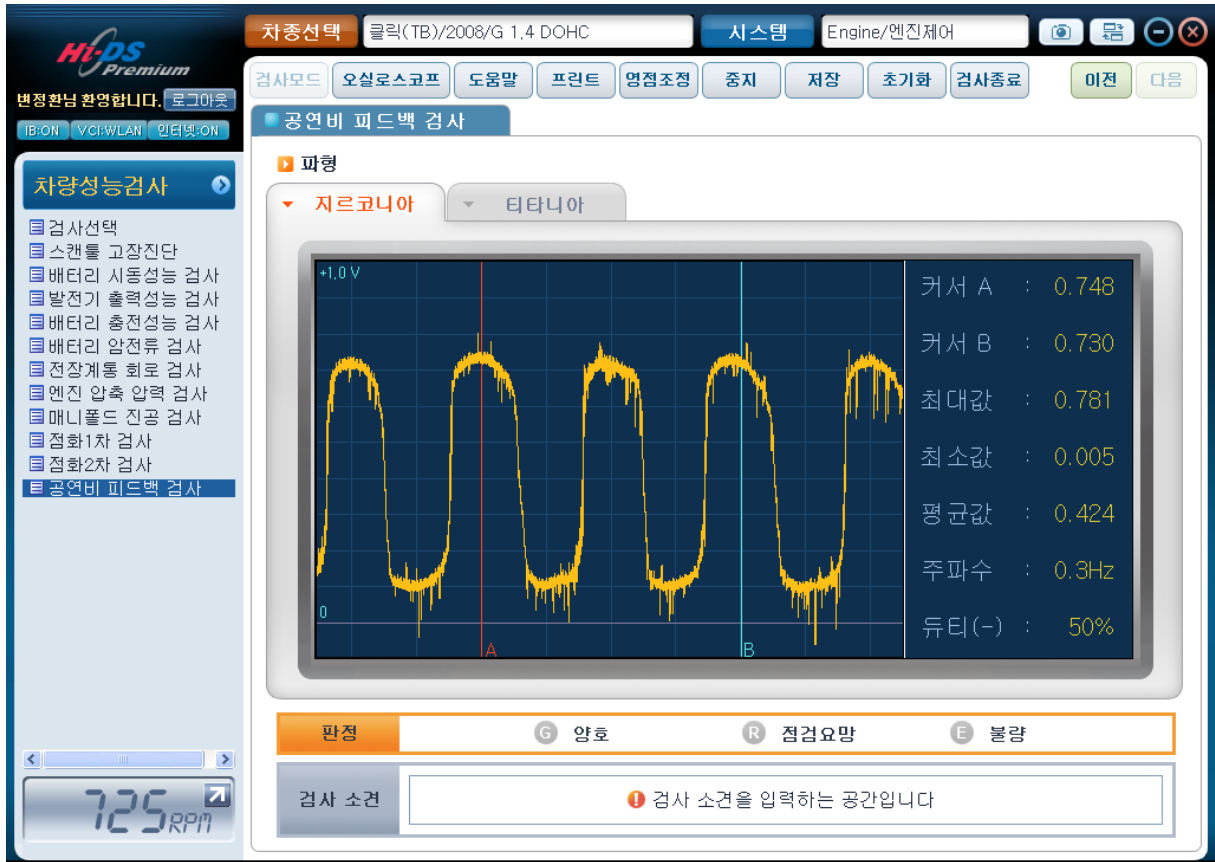 Hi-DS
Premium
차종선택 클릭(TB)/2008/G 1,4 DOHC 시스템 Engine/엔진제어
변정환님 환영합니다. 로그아웃
IB:ON VCI:WLAN 인터넷:ON
검사모드 오실로스코프 도움말 프린트 영점조정 중지 저장 초기화 검사종료 이전 다음
공연비 피드백 검사
차량성능검사
검사선택
스캔툴 고장진단
배터리 시동성능 검사
발전기 출력성능 검사
배터리 충전성능 검사
배터리 암전류 검사
전장계통 회로 검사
엔진 압축 압력 검사
매니폴드 진공 검사
점화1차 검사
점화2차 검사
공연비 피드백 검사
725 RPM
파형
지르코니아 티타니아
+1,0 V
0
A B
커서 A : 0.748
커서 B : 0.730
최대값 : 0.781
최소값 : 0.005
평균값 : 0.424
주파수 : 0.3Hz
듀티(-) : 50%
판정 G 양호 R 점검요망 E 불량
검사 소견 검사 소견을 입력하는 공간입니다